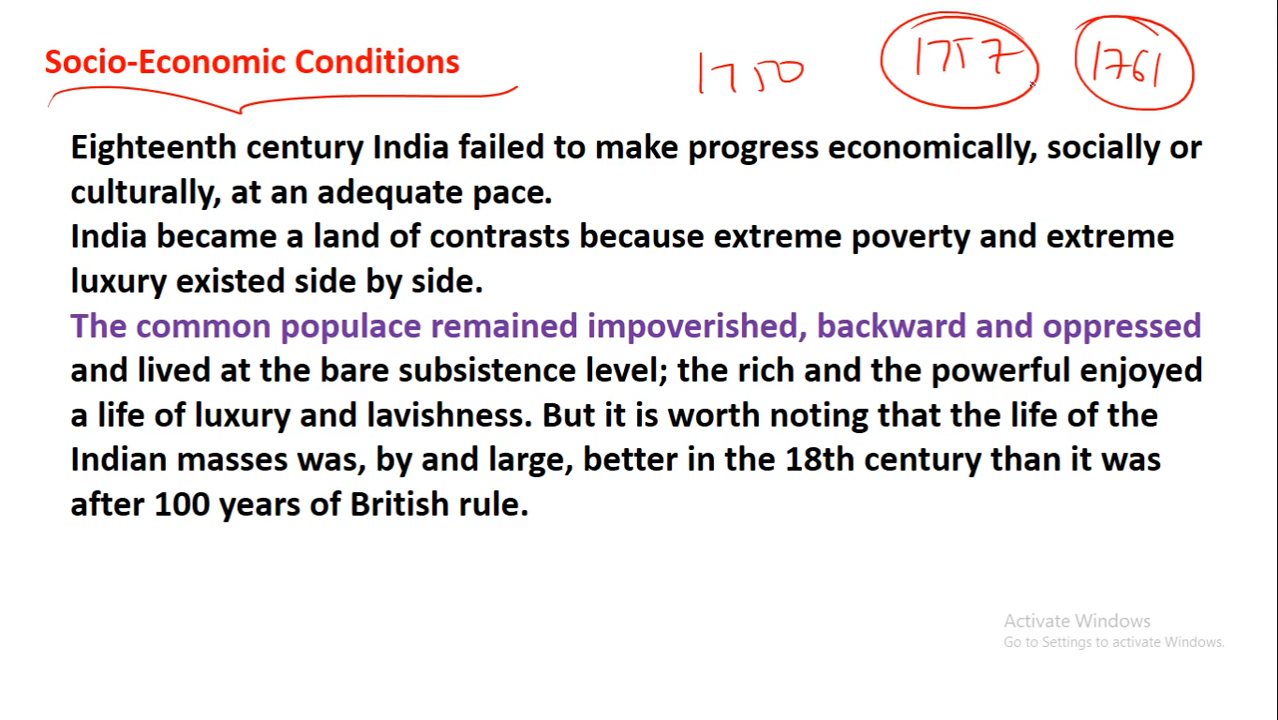 Socio-Economic Conditions 1750 1757 1761
Eighteenth century India failed to make progress economically, socially or
culturally, at an adequate pace.
India became a land of contrasts because extreme poverty and extreme
luxury existed side by side.
The common populace remained impoverished, backward and oppressed
and lived at the bare subsistence level; the rich and the powerful enjoyed
a life of luxury and lavishness. But it is worth noting that the life of the
Indian masses was, by and large, better in the 18th century than it was
after 100 years of British rule.
Activate Windows
Go to Settings to activate Windows.